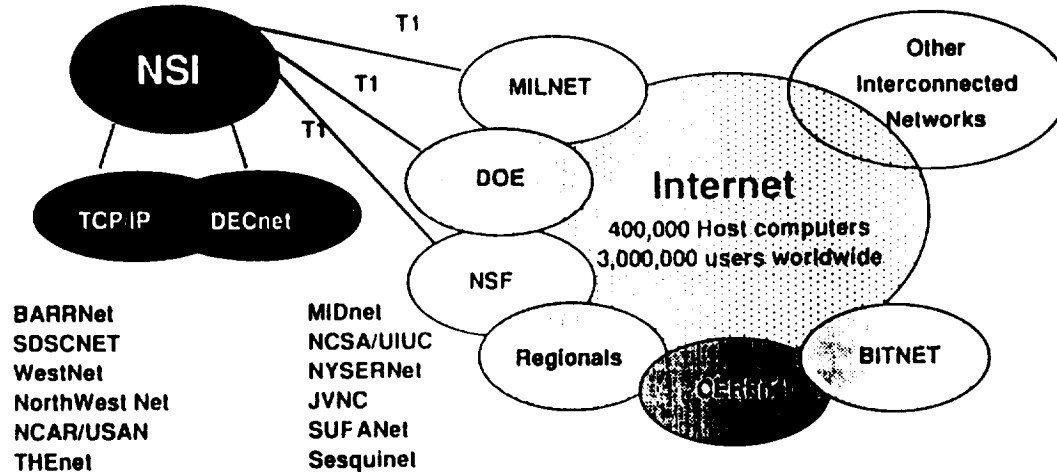 T1
NSI
T1
T1
MILNET
Other
Interconnected
Networks
DOE
Internet
400,000 Host computers
3,000,000 users worldwide
TCP/IP
DECnet
NSF
Regionals
BITNET
BARRNet
SDSCNET
WestNet
NorthWest Net
NCAR/USAN
THEnet
MIDnet
NCSA/UIUC
NYSERNet
JVNC
SUFANet
Sesquinet